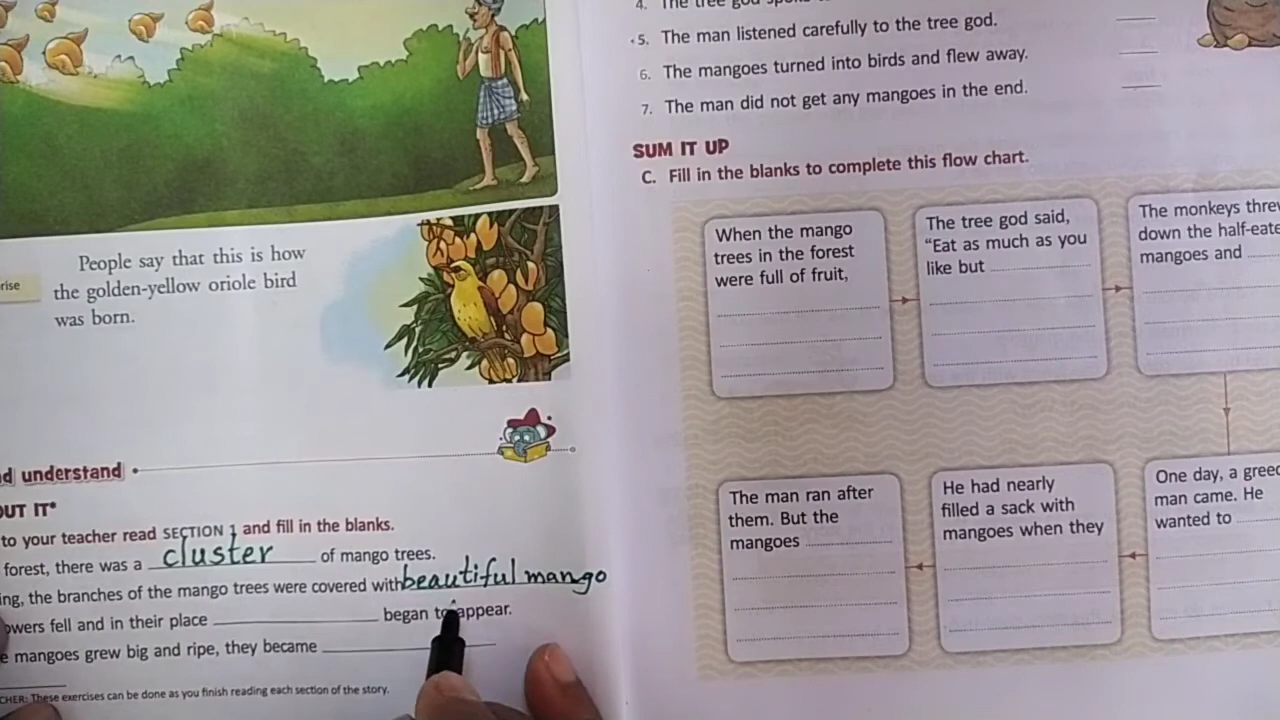 People say that this is how
rise
the golden-yellow oriole bird
was born.
understand
OUT IT*
to your teacher read SECTION 1 and fill in the blanks.
forest, there was a cluster of mango trees.
ing, the branches of the mango trees were covered with beautiful mango
owers fell and in their place began to appear.
e mangoes grew big and ripe, they became
CHER: These exercises can be done as you finish reading each section of the story.
4. The tree god
5. The man listened carefully to the tree god.
6. The mangoes turned into birds and flew away.
7. The man did not get any mangoes in the end.
SUM IT UP
C. Fill in the blanks to complete this flow chart.
When the mango
trees in the forest
were full of fruit,
The tree god said,
“Eat as much as you
like but
The monkeys threw
down the half-eate
mangoes and
One day, a greed
man came. He
wanted to
He had nearly
filled a sack with
mangoes when they
The man ran after
them. But the
mangoes